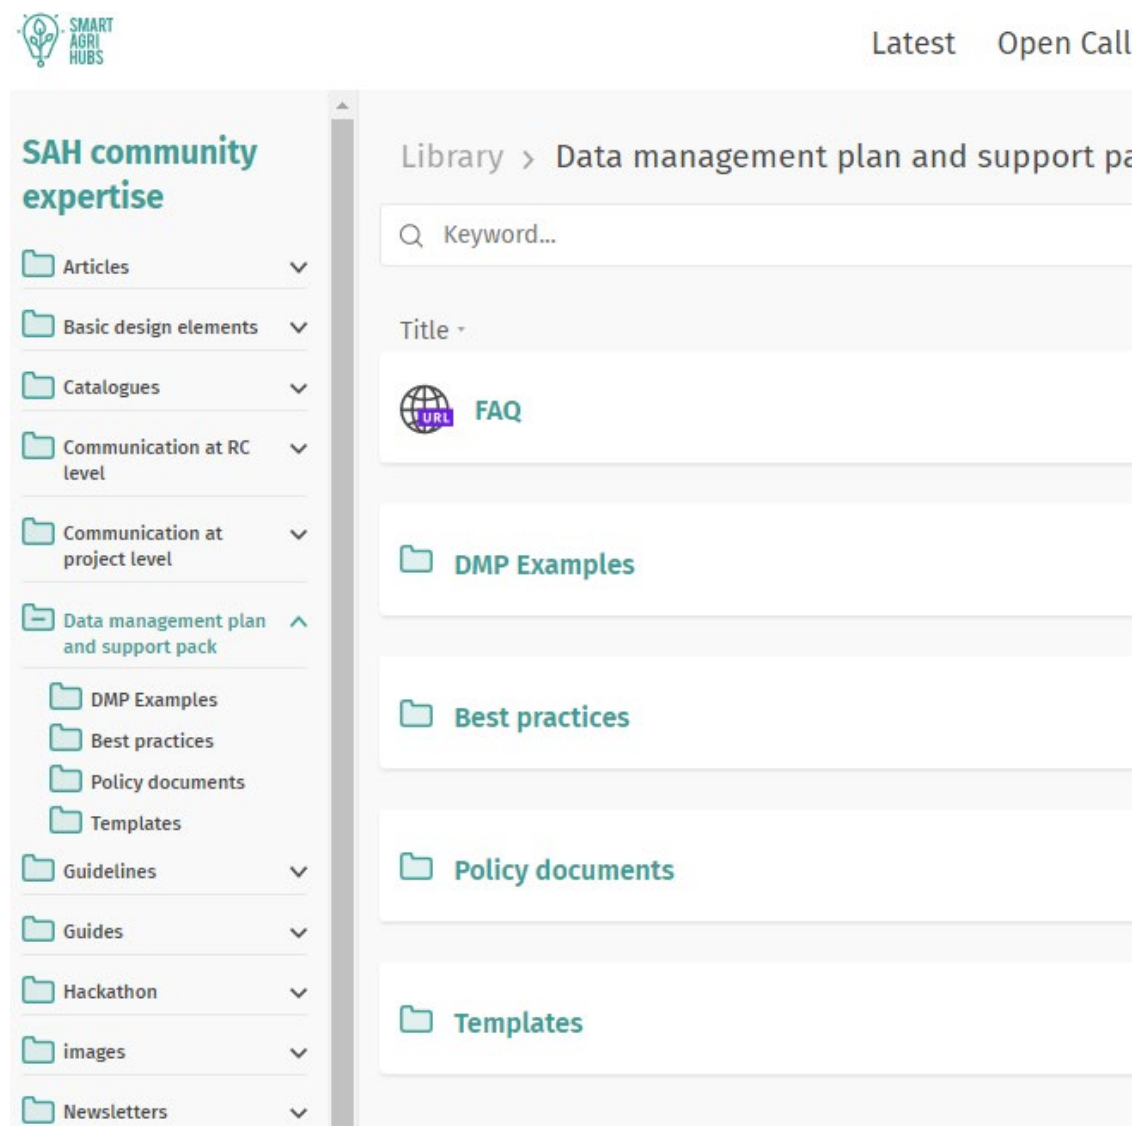 SMART
AGRI
HUBS
Latest Open Call
SAH community
expertise
Articles
Basic design elements
Catalogues
Communication at RC
level
Communication at
project level
Data management plan
and support pack
DMP Examples
Best practices
Policy documents
Templates
Guidelines
Guides
Hackathon
images
Newsletters
Library > Data management plan and support pa
Keyword...
Title
URL
FAQ
DMP Examples
Best practices
Policy documents
Templates